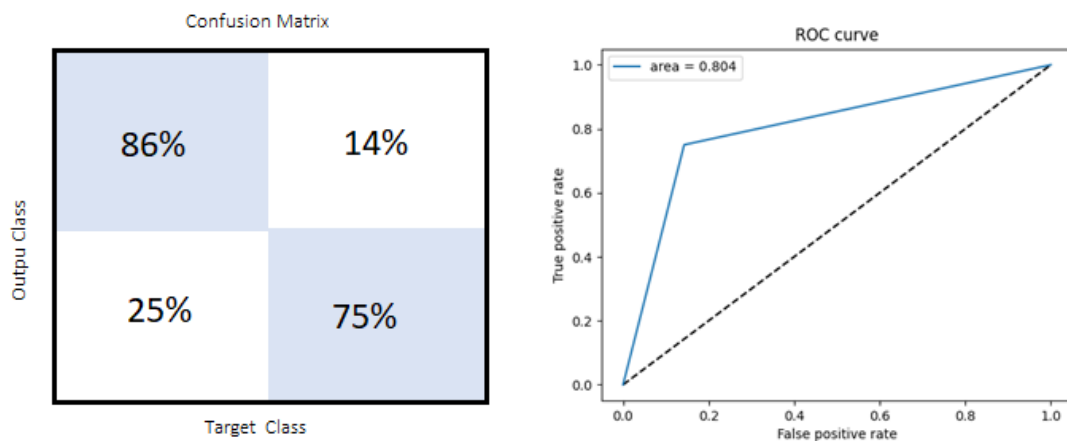 Confusion Matrix
86%
14%
25%
75%
Outpu Class
Target Class
ROC curve
area = 0.804
1.0
0.8
0.6
0.4
0.2
0.0
True positive rate
0.0
0.2
0.4
0.6
0.8
1.0
False positive rate